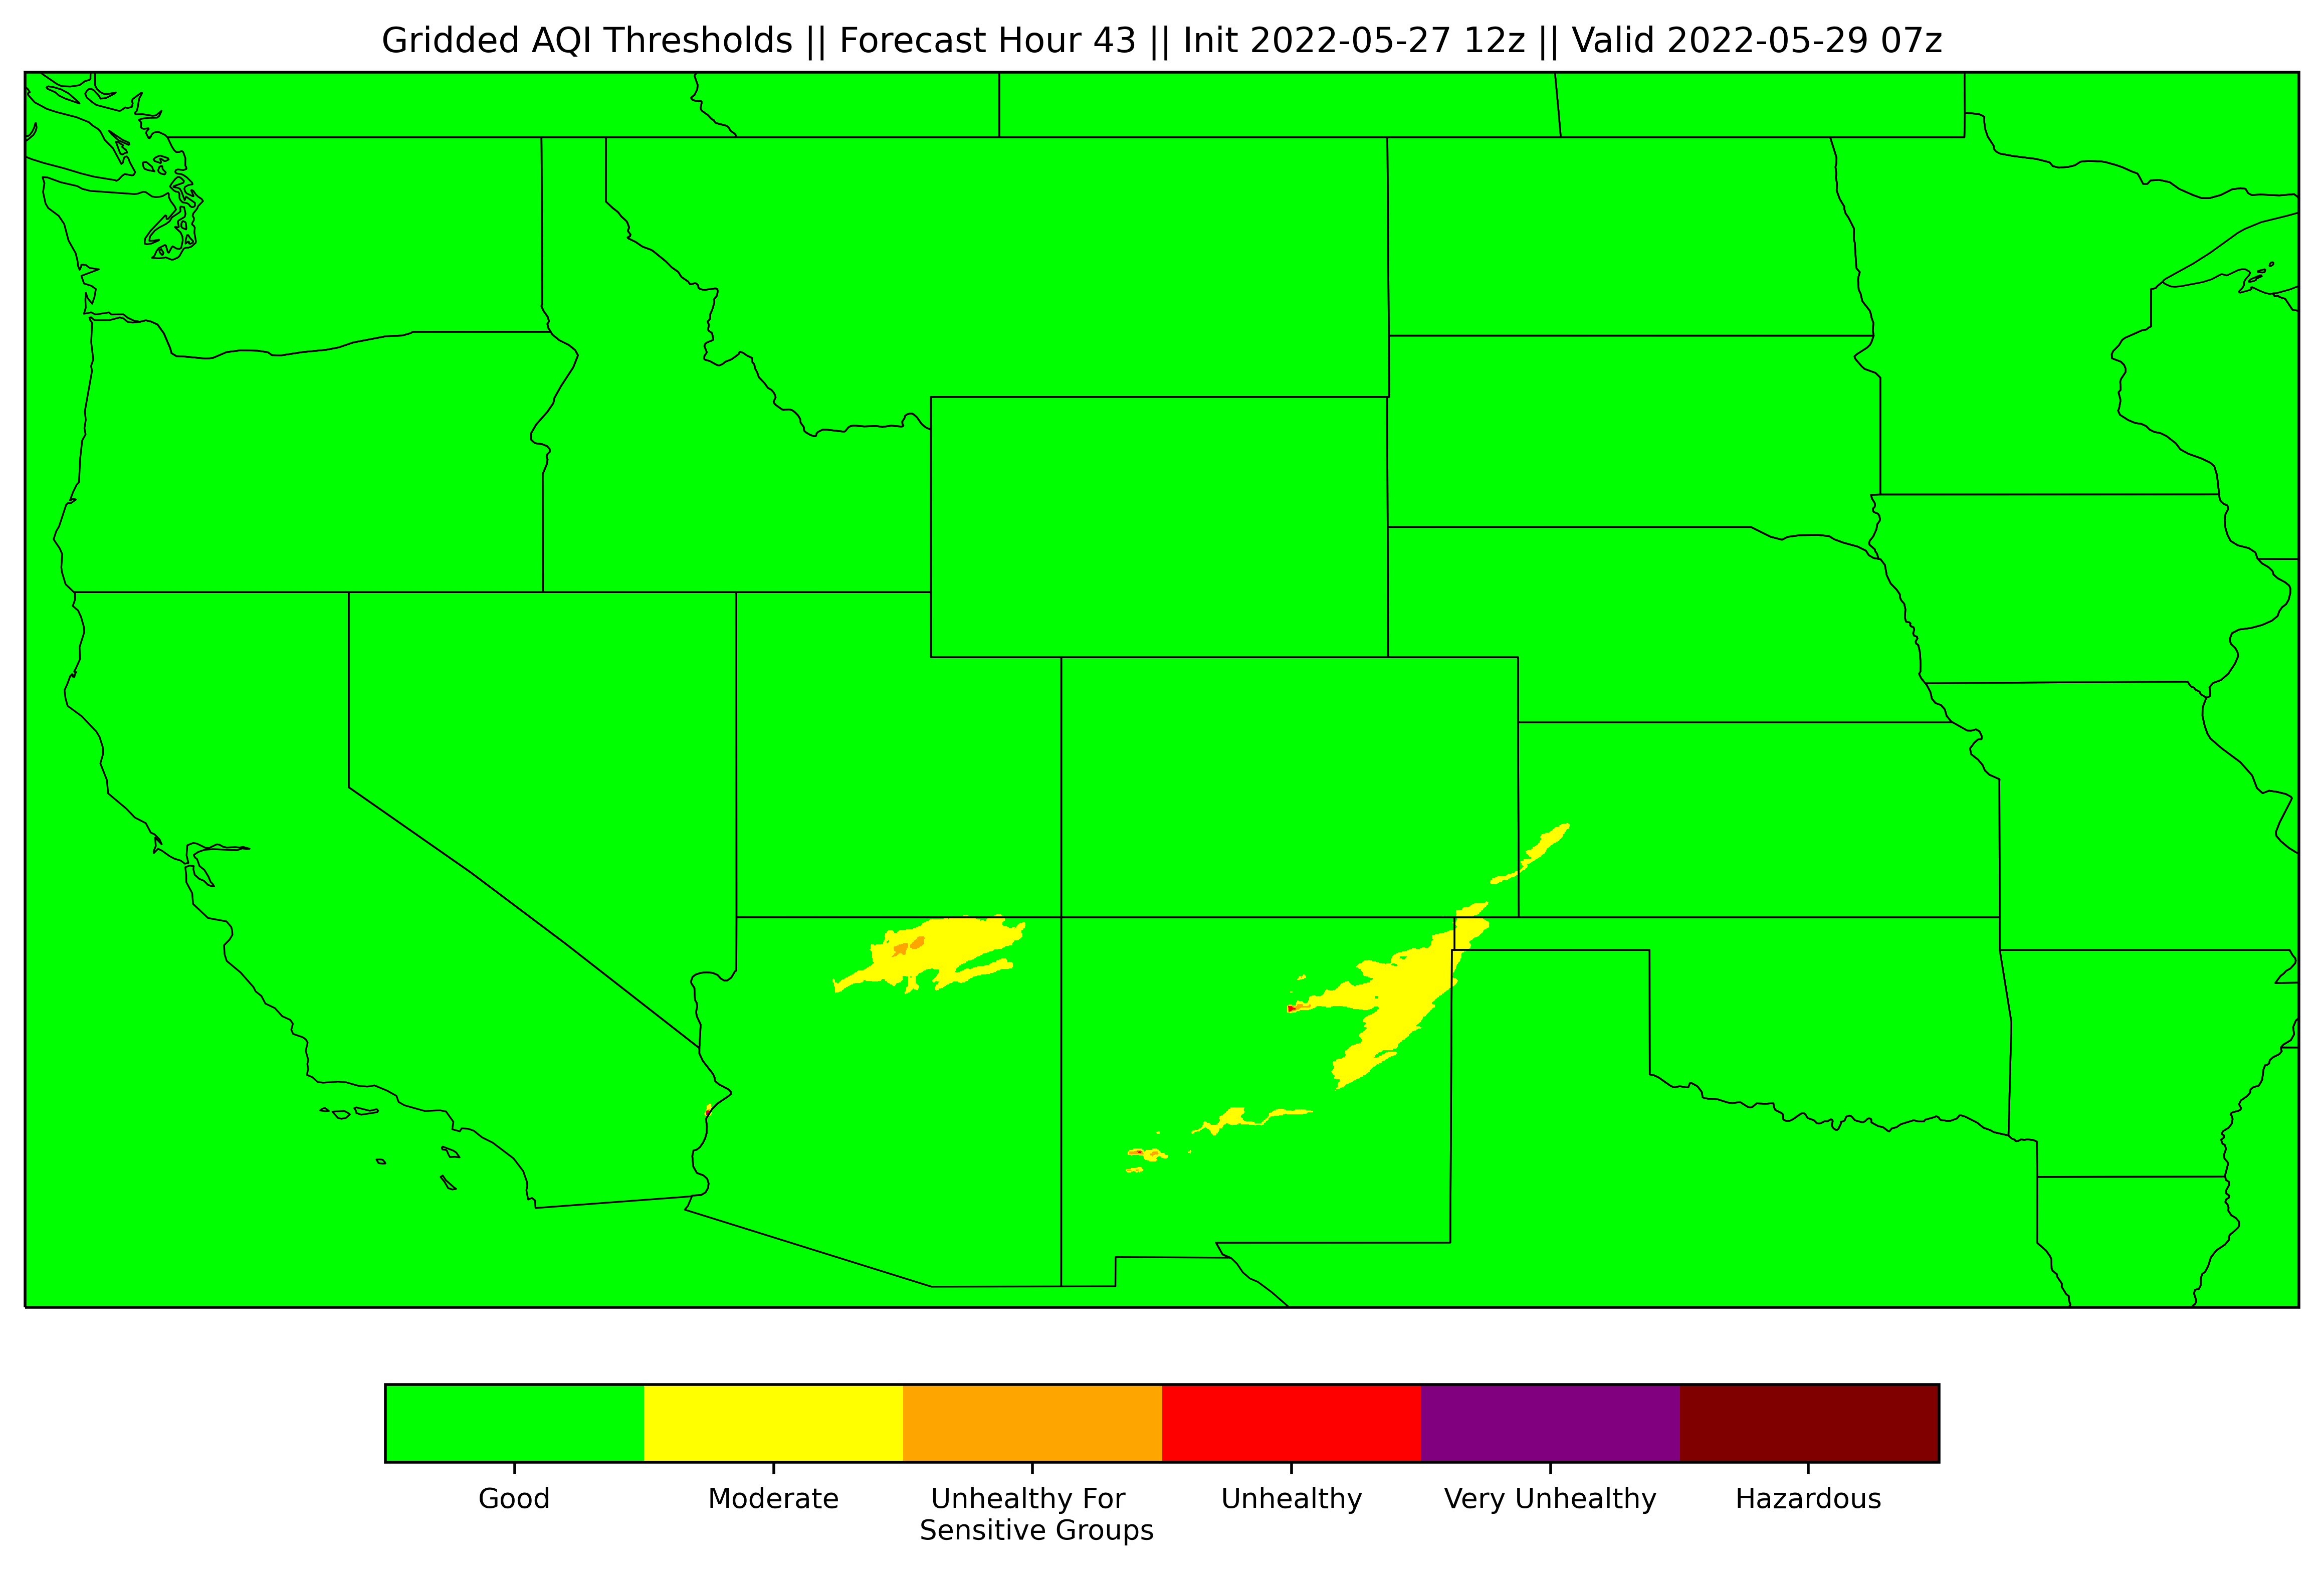 Gridded AQI Thresholds || Forecast Hour 43 || Init 2022-05-27 12z || Valid 2022-05-29 07z
Good
Moderate
Unhealthy For
Sensitive Groups
Unhealthy
Very Unhealthy
Hazardous